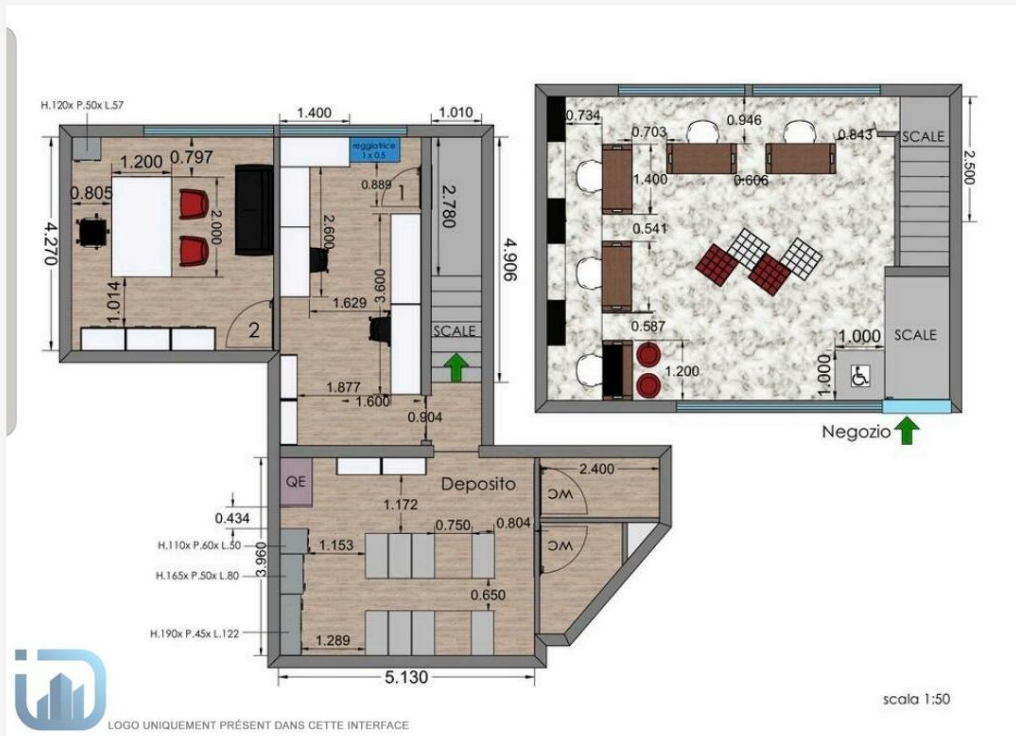 H.120x P.50x L.57
1.400
1.010
1.200
0.797
reggiatrice
1 x 0,5
0.889
1
0.805
2.000
2.600
2.780
4.270
4.906
3.600
1.629
1.014
2
SCALE
1.877
1.600
0.904
QE
Deposito
2.400
WC
1.172
0.434
0.750
0.804
H.110x P.60x L.50
1.153
3.960
WC
H.165x P.50x L.80
0.650
H.190x P.45x L.122
1.289
5.130
0.734
0.703
0.946
0.843
SCALE
2.500
1.400
0.606
0.541
0.587
1.200
1.000
SCALE
1.000
Negozio
scala 1:50
iD
LOGO UNIQUEMENT PRÉSENT DANS CETTE INTERFACE